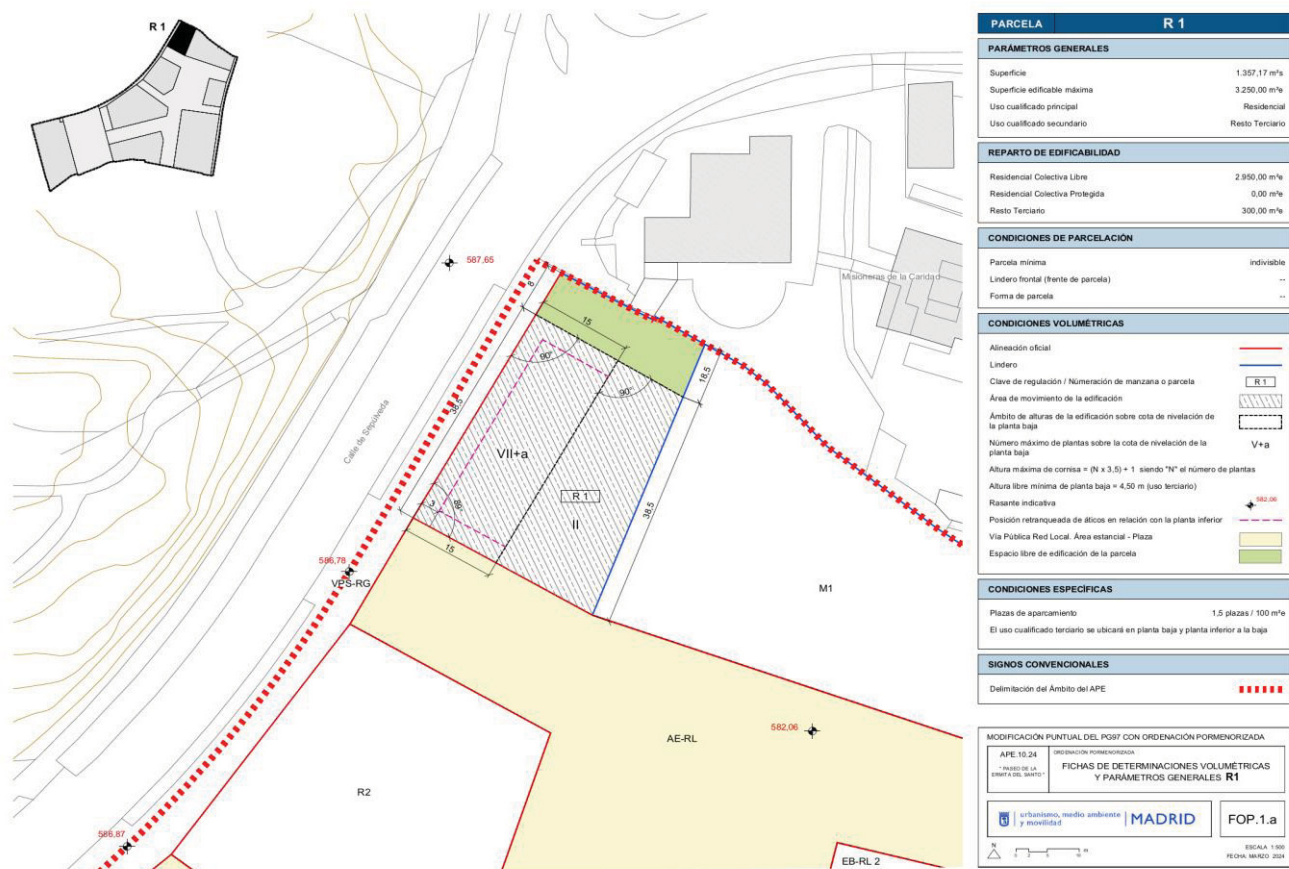 R 1
587,65
Misioneras de la Caridad
8
15
90°
90°
18,5
38,5
Calle de Sepúlveda
VII+a
R 1
II
3
89°
15
38,5
586,78
VPS-RG
M1
582,06
AE-RL
R2
586,87
EB-RL 2
PARCELA R 1
PARÁMETROS GENERALES
Superficie 1.357,17 m²s
Superficie edificable máxima 3.250,00 m²e
Uso cualificado principal Residencial
Uso cualificado secundario Resto Terciario
REPARTO DE EDIFICABILIDAD
Residencial Colectiva Libre 2.950,00 m²e
Residencial Colectiva Protegida 0,00 m²e
Resto Terciario 300,00 m²e
CONDICIONES DE PARCELACIÓN
Parcela mínima indivisible
Lindero frontal (frente de parcela) --
Forma de parcela --
CONDICIONES VOLUMÉTRICAS
Alineación oficial
Lindero
Clave de regulación / Númeración de manzana o parcela R 1
Área de movimiento de la edificación
Ámbito de alturas de la edificación sobre cota de nivelación de
la planta baja
Número máximo de plantas sobre la cota de nivelación de la V+a
planta baja
Altura máxima de cornisa = (N x 3,5) + 1 siendo "N" el número de plantas
Altura libre mínima de planta baja = 4,50 m (uso terciario)
Rasante indicativa 582,06
Posición retranqueada de áticos en relación con la planta inferior
Vía Pública Red Local. Área estancial - Plaza
Espacio libre de edificación de la parcela
CONDICIONES ESPECÍFICAS
Plazas de aparcamiento 1,5 plazas / 100 m²e
El uso cualificado terciario se ubicará en planta baja y planta inferior a la baja
SIGNOS CONVENCIONALES
Delimitación del Ámbito del APE
MODIFICACIÓN PUNTUAL DEL PG97 CON ORDENACIÓN PORMENORIZADA
APE.10.24
" PASEO DE LA
ERMITA DEL SANTO "
ORDENACIÓN PORMENORIZADA
FICHAS DE DETERMINACIONES VOLUMÉTRICAS
Y PARÁMETROS GENERALES R1
urbanismo, medio ambiente
y movilidad
MADRID
FOP.1.a
N
0 2 5 10 m
ESCALA 1:500
FECHA: MARZO 2024